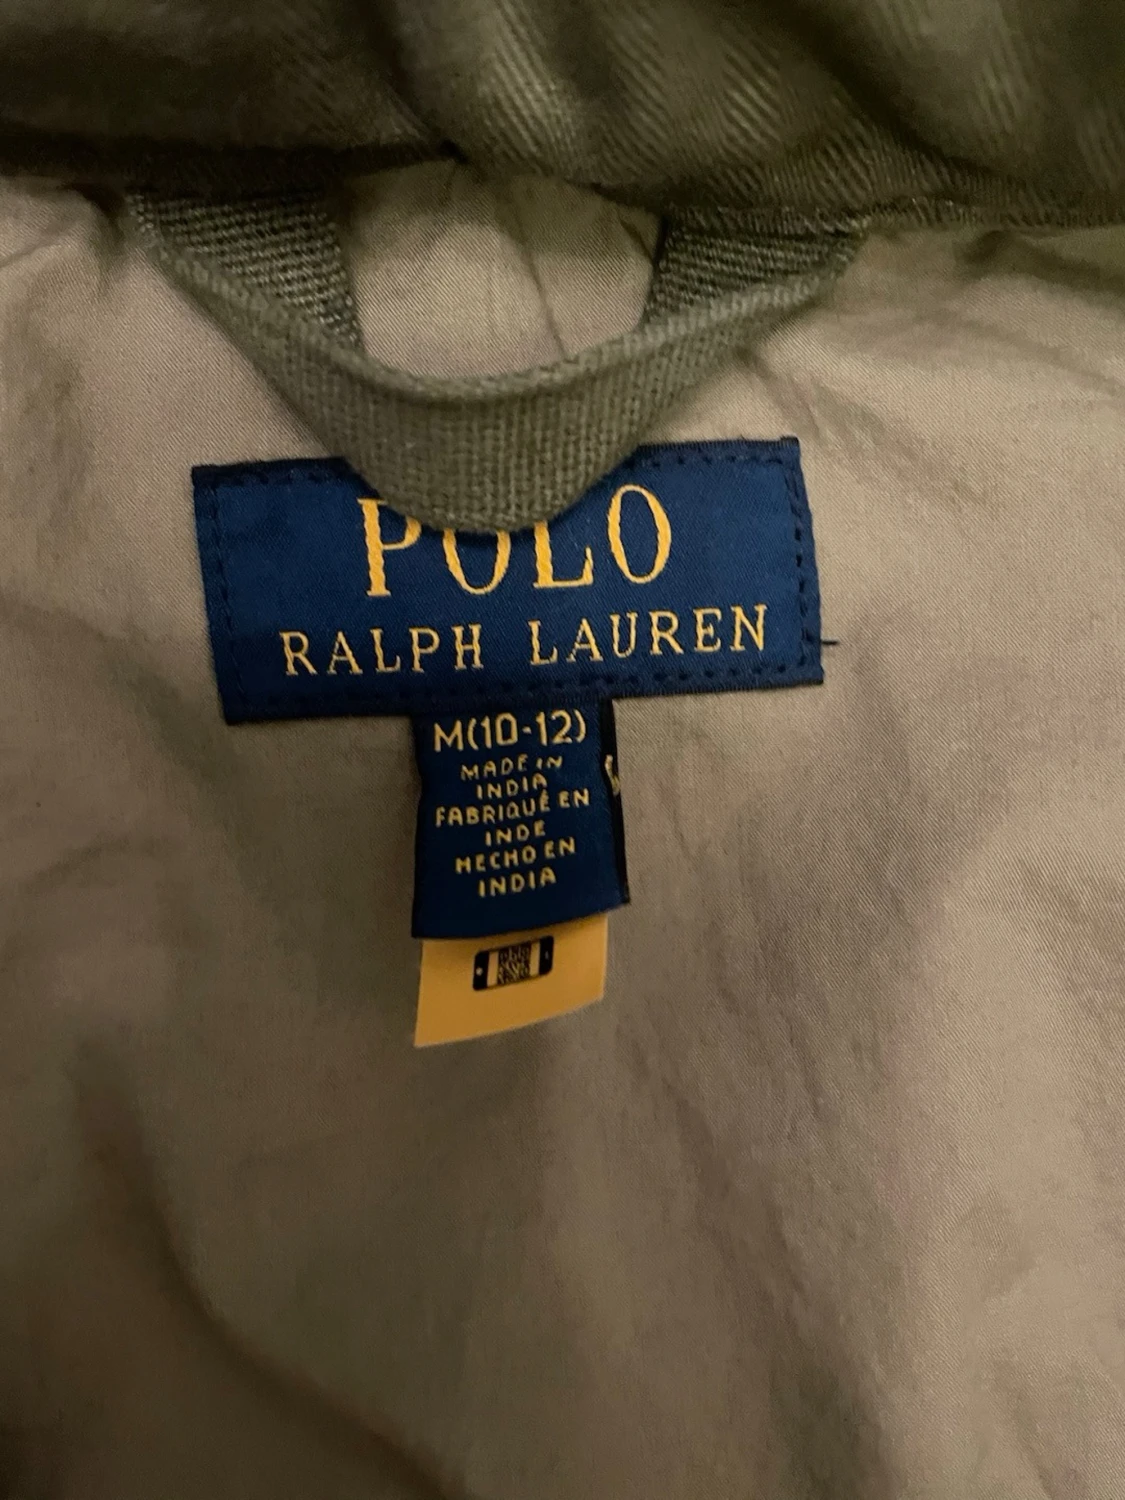 POLO
RALPH LAUREN
M(10-12)
MADE IN
INDIA
FABRIQUÉ EN
INDE
HECHO EN
INDIA